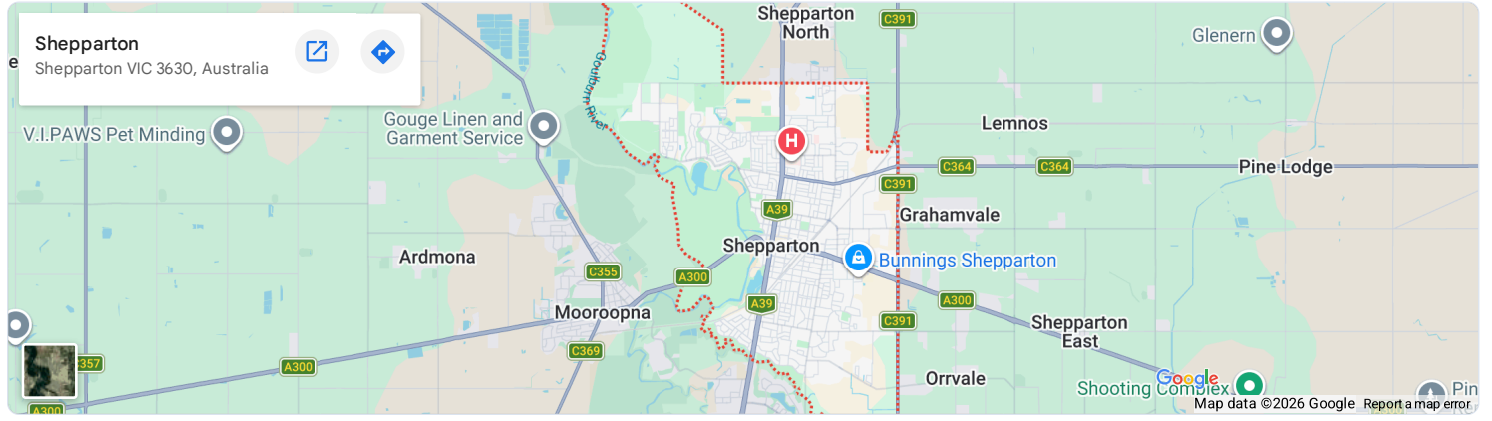 Shepparton
Shepparton VIC 3630, Australia
Shepparton
North
C391
Glenern
Goulburn River
V.I.PAWS Pet Minding
Gouge Linen and
Garment Service
Lemnos
C364
C364
Pine Lodge
C391
A39
Grahamvale
Shepparton
Bunnings Shepparton
Ardmona
C355
A300
A300
A39
Mooroopna
C391
Shepparton
East
C369
357
A300
Orrvale
Shooting Complex
Google
Pin
A300
Map data ©2026 Google
Report a map error
H
e